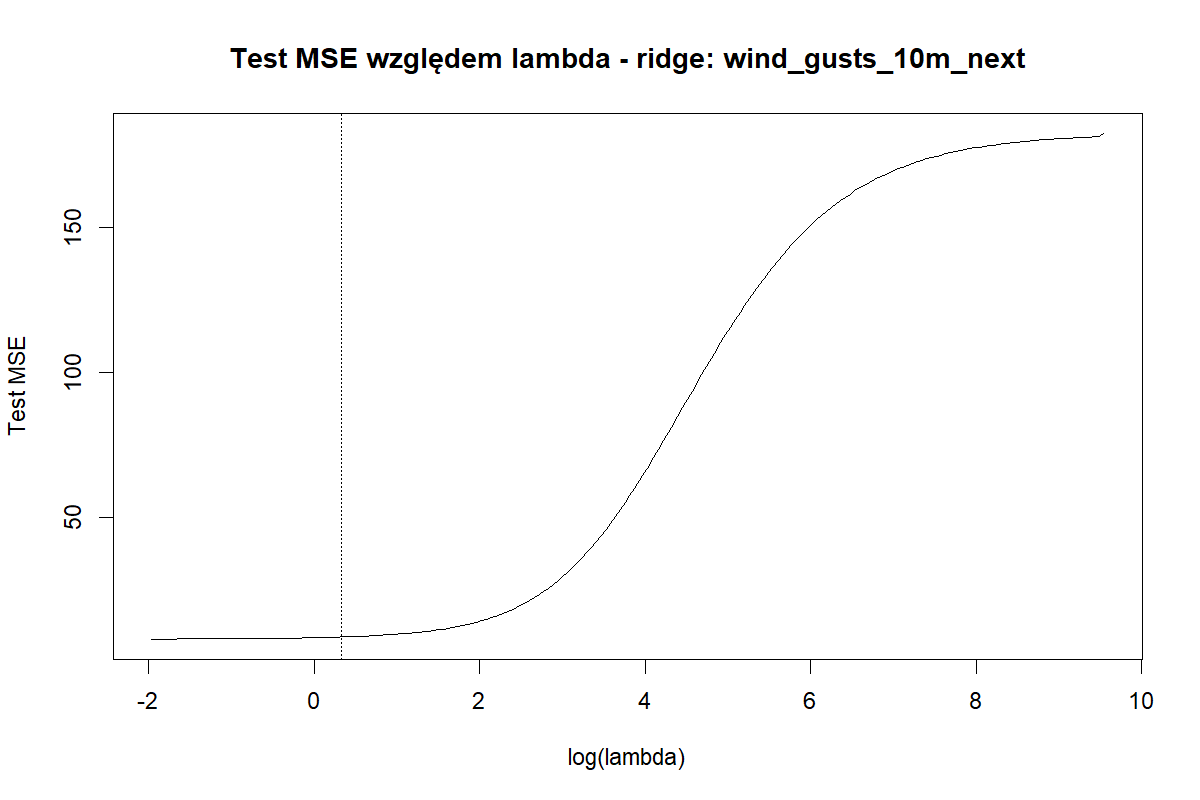 Test MSE względem lambda - ridge: wind_gusts_10m_next
Test MSE
150
100
50
-2 0 2 4 6 8 10
log(lambda)